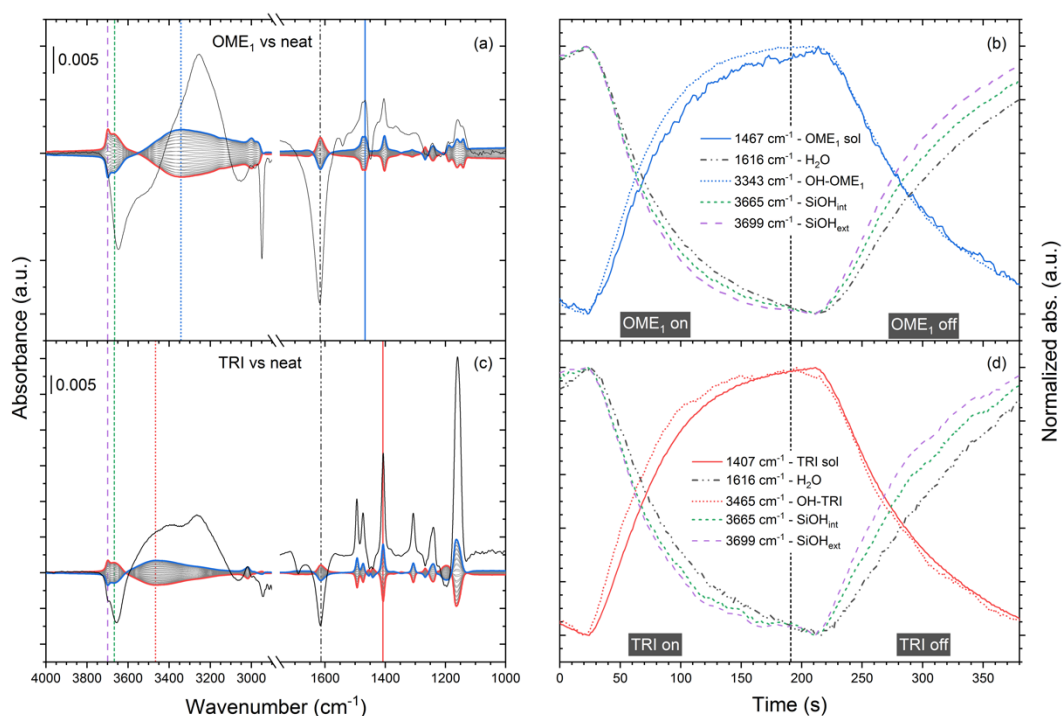 OME₁ vs neat
(a)
0.005
TRI vs neat
(c)
0.005
Absorbance (a.u.)
4000 3600 3200 1600 1400 1200 1000
Wavenumber (cm⁻¹)
(b)
1467 cm⁻¹ - OME₁ sol
1616 cm⁻¹ - H₂O
3343 cm⁻¹ - OH-OME₁
3665 cm⁻¹ - SiOHint
3699 cm⁻¹ - SiOHext
OME₁ on
OME₁ off
(d)
1407 cm⁻¹ - TRI sol
1616 cm⁻¹ - H₂O
3465 cm⁻¹ - OH-TRI
3665 cm⁻¹ - SiOHint
3699 cm⁻¹ - SiOHext
TRI on
TRI off
0 50 100 150 200 250 300 350
Time (s)
Normalized abs. (a.u.)